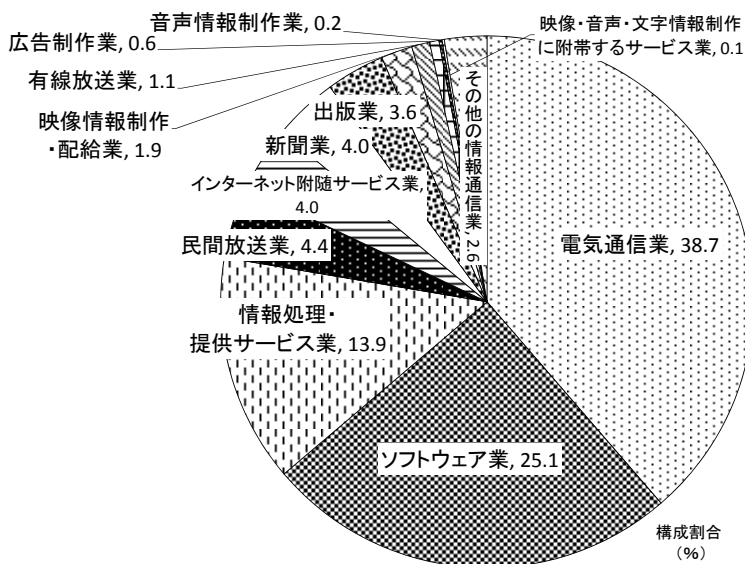 音声情報制作業, 0.2
広告制作業, 0.6
有線放送業, 1.1
映像情報制作
・配給業, 1.9
出版業, 3.6
新聞業, 4.0
インターネット附随サービス業,
4.0
民間放送業, 4.4
情報処理・
提供サービス業, 13.9
ソフトウェア業, 25.1
電気通信業, 38.7
その他の情報通信業, 2.6
映像・音声・文字情報制作
に附帯するサービス業, 0.1
構成割合
（%）